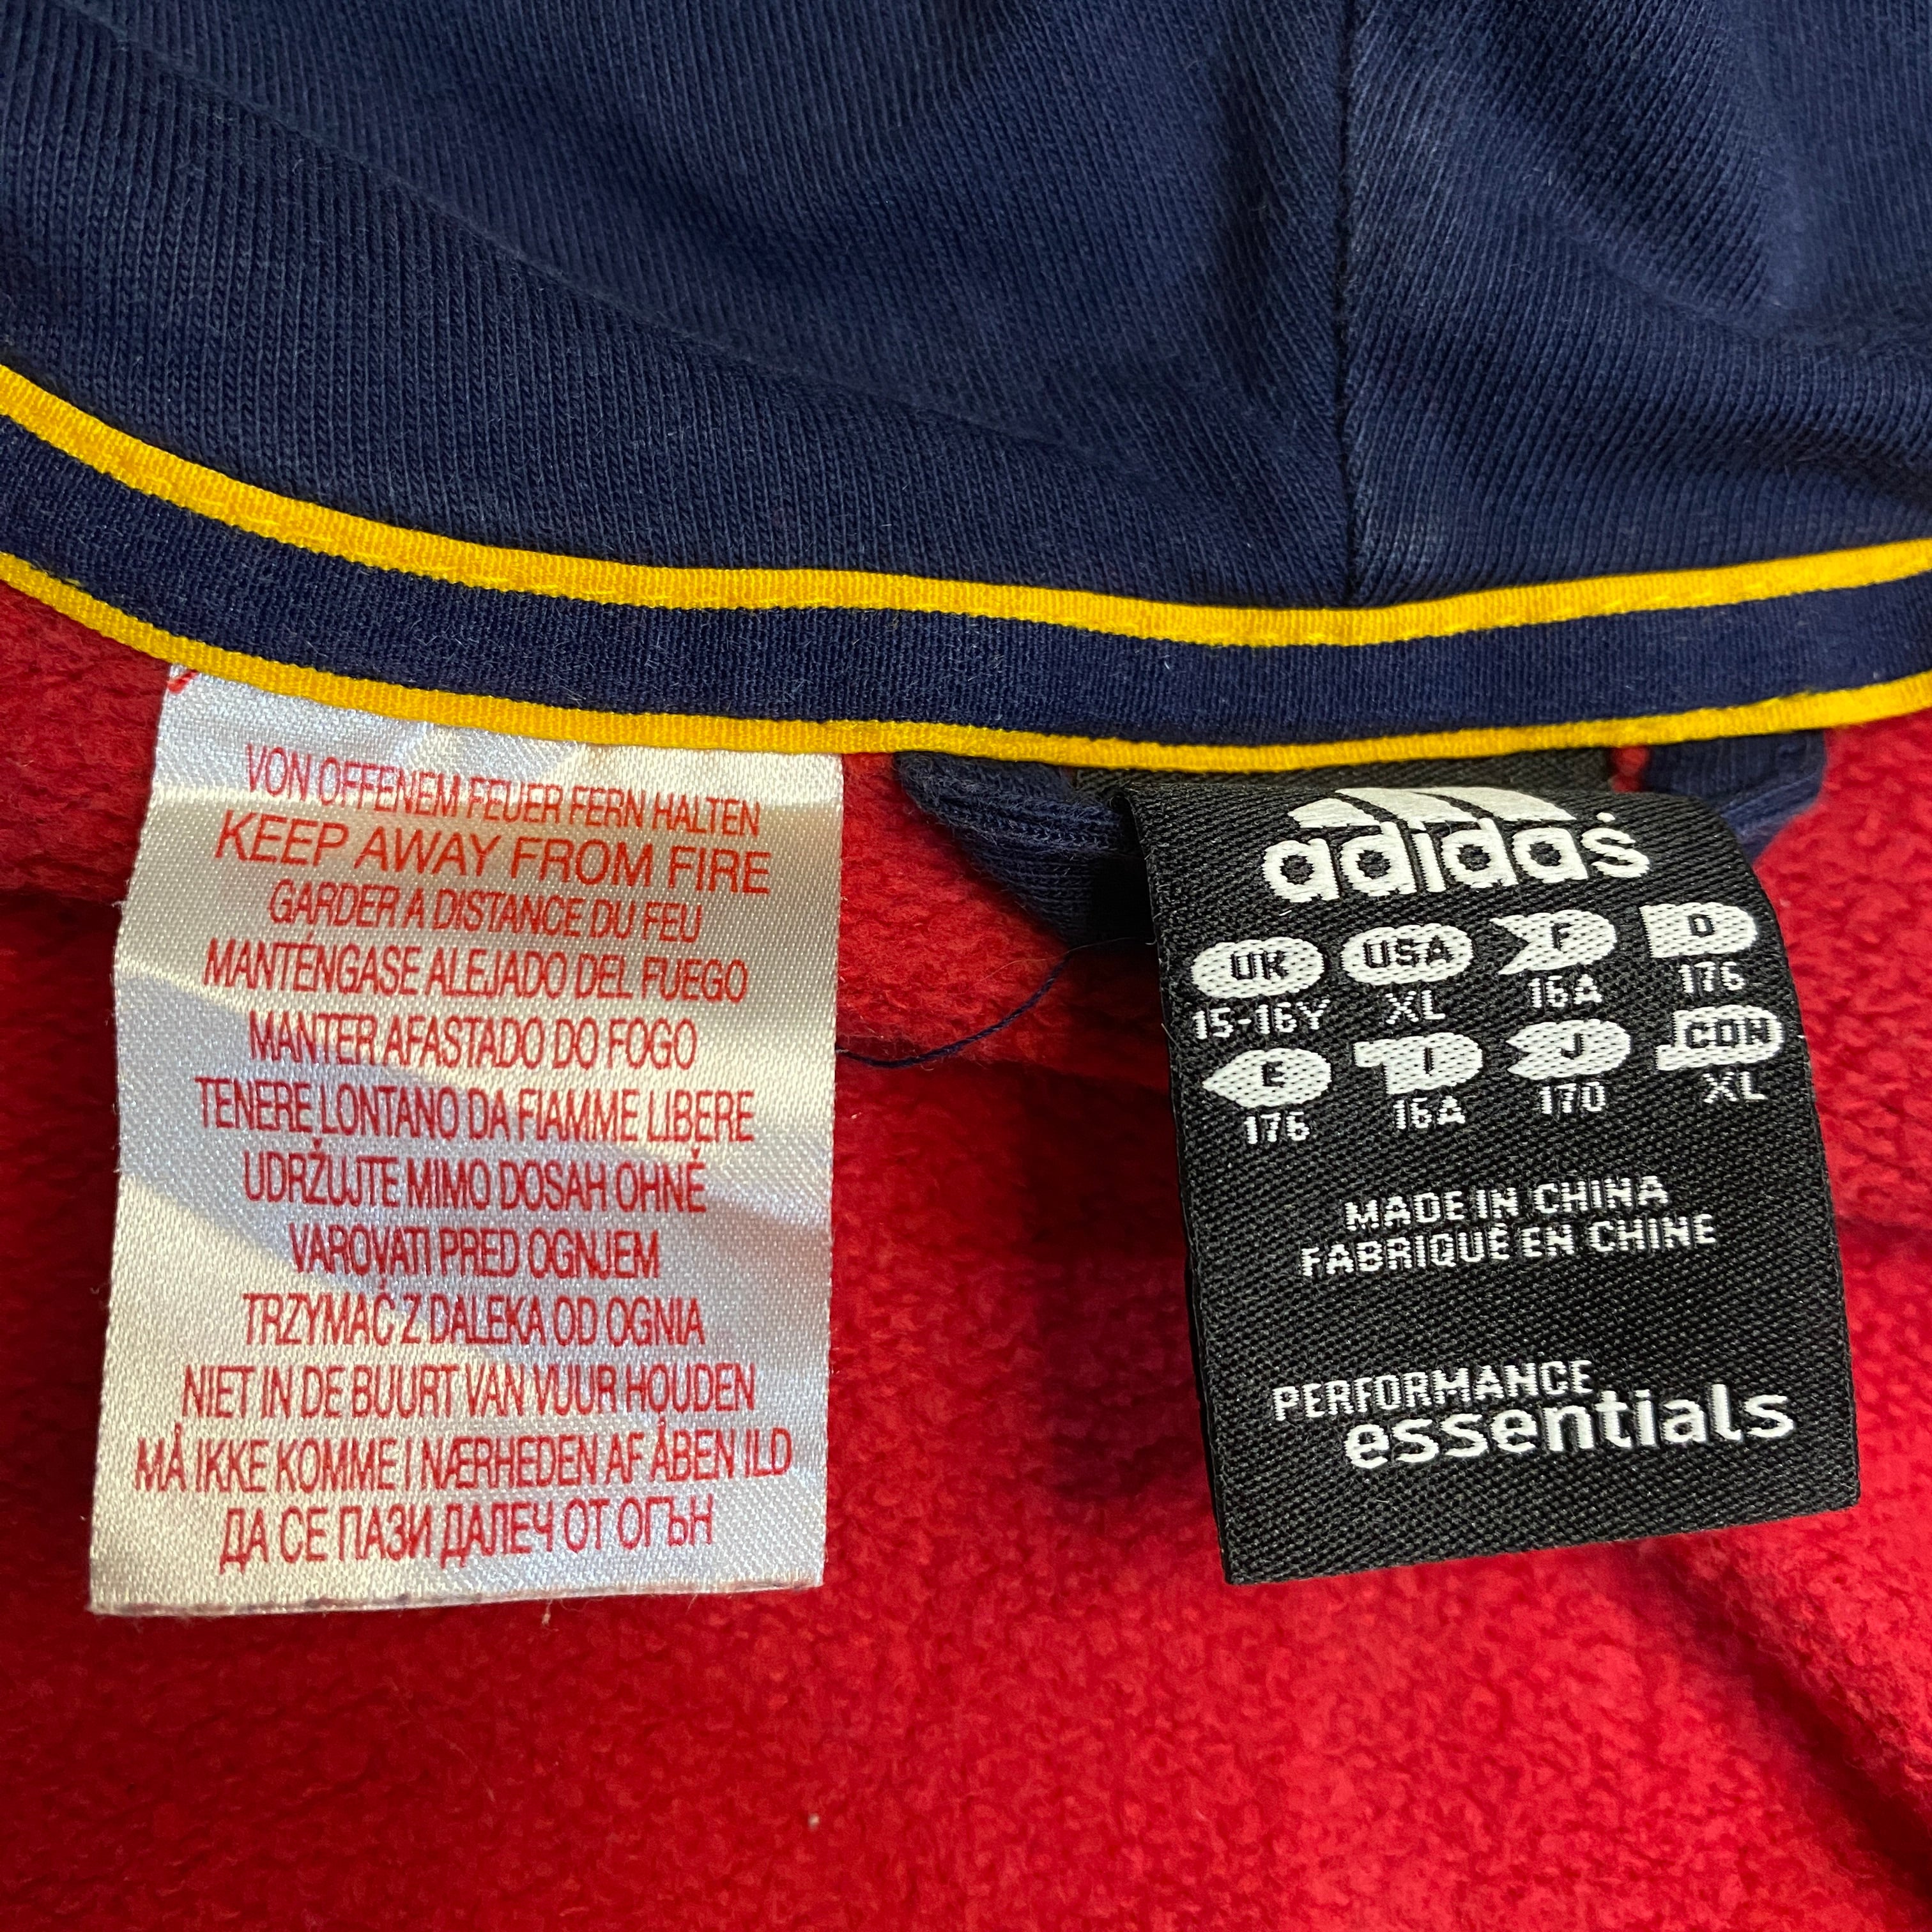 VON OFFENEM FEUER FERN HALTEN
KEEP AWAY FROM FIRE
GARDER A DISTANCE DU FEU
MANTÉNGASE ALEJADO DEL FUEGO
MANTER AFASTADO DO FOGO
TENERE LONTANO DA FIAMME LIBERE
UDRŽUJTE MIMO DOSAH OHNĚ
VAROVATI PRED OGNJEM
TRZYMAĆ Z DALEKA OD OGNIA
NIET IN DE BUURT VAN VUUR HOUDEN
MÅ IKKE KOMME I NÆRHEDEN AF ÅBEN ILD
ДА СЕ ПАЗИ ДАЛЕЧ ОТ ОГЪН
adidas
UK USA F D
15-16Y XL 16A 176
E I J CDN
176 16A 170 XL
MADE IN CHINA
FABRIQUÉ EN CHINE
PERFORMANCE
essentials